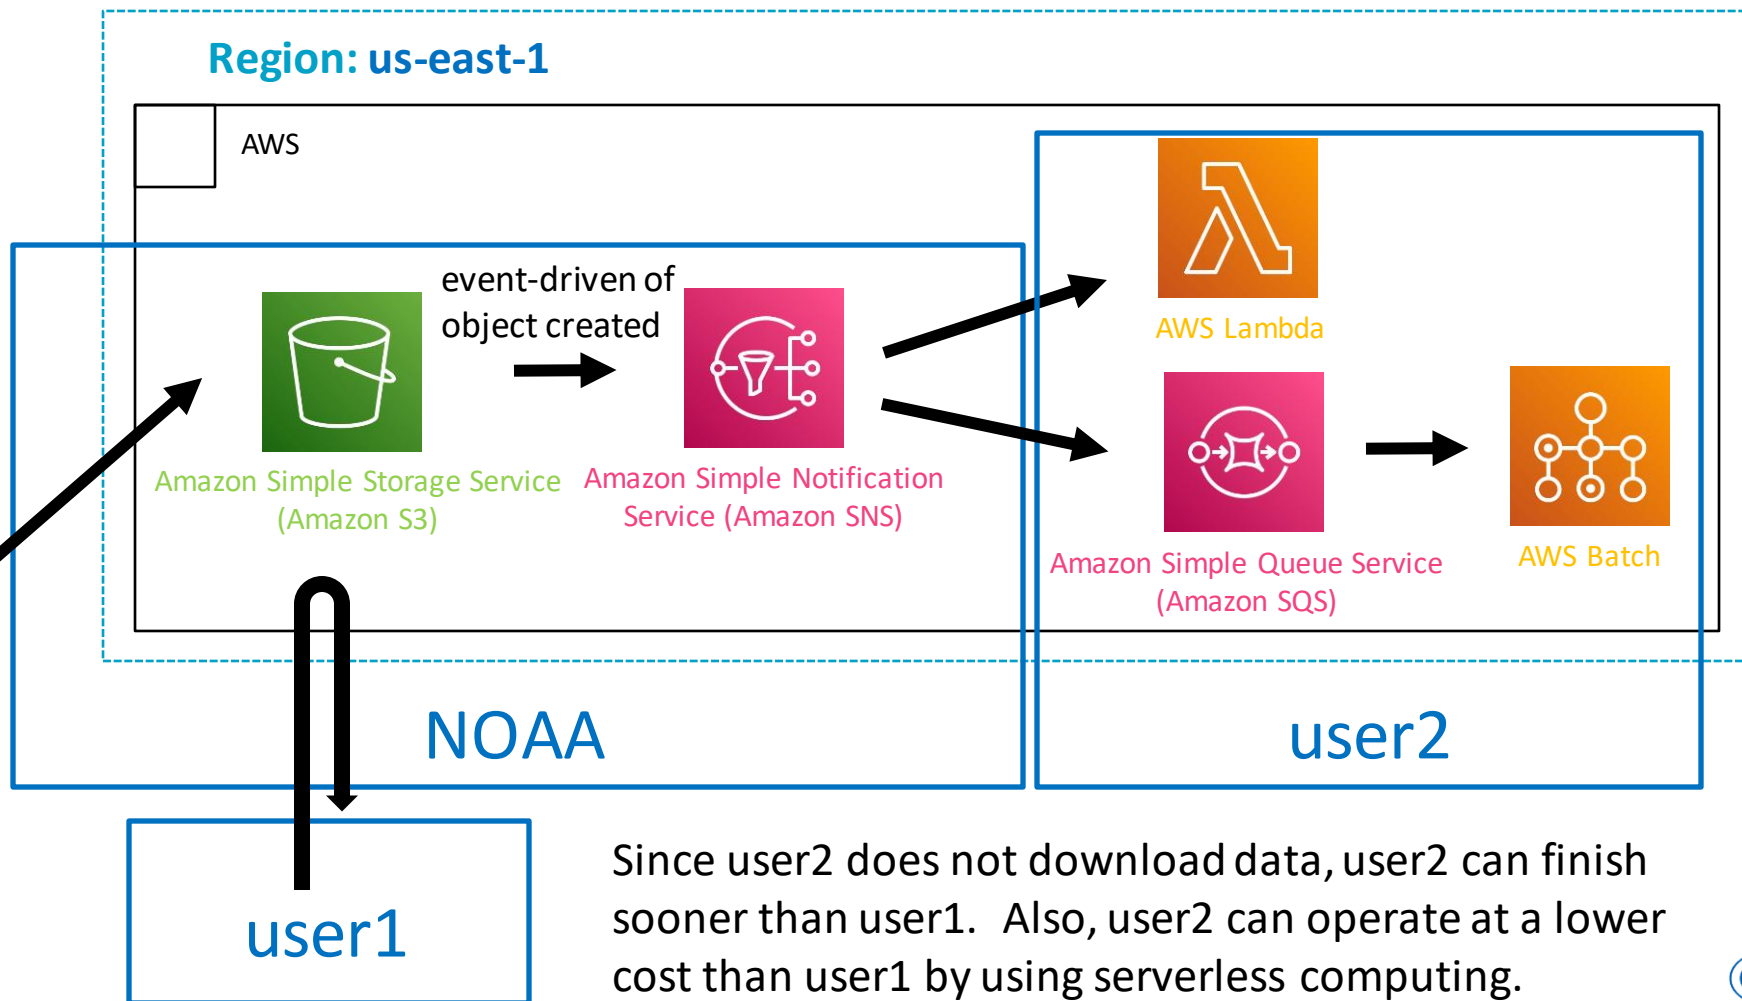 Region: us-east-1
AWS
event-driven of
object created
AWS Lambda
Amazon Simple Storage Service
(Amazon S3)
Amazon Simple Notification
Service (Amazon SNS)
Amazon Simple Queue Service
(Amazon SQS)
AWS Batch
NOAA
user2
user1
Since user2 does not download data, user2 can finish
sooner than user1. Also, user2 can operate at a lower
cost than user1 by using serverless computing.